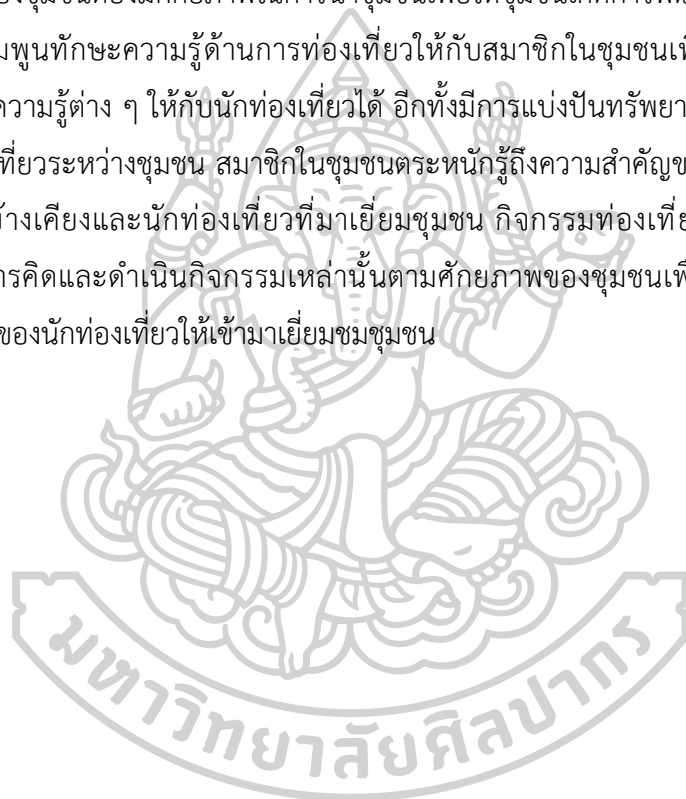 ของชุมชนต้องมีศักยภาพในการนำชุมชนเพื่อให้ชุมชนเกิดการพัฒ
มพูนทักษะความรู้ด้านการท่องเที่ยวให้กับสมาชิกในชุมชนเพื
ความรู้ต่าง ๆ ให้กับนักท่องเที่ยวได้ อีกทั้งมีการแบ่งปันทรัพยา
เที่ยวระหว่างชุมชน สมาชิกในชุมชนตระหนักรู้ถึงความสำคัญข
ข้างเคียงและนักท่องเที่ยวที่มาเยี่ยมชุมชน กิจกรรมท่องเที่ย
ารคิดและดำเนินกิจกรรมเหล่านั้นตามศักยภาพของชุมชนเพื
ของนักท่องเที่ยวให้เข้ามาเยี่ยมชมชุมชน
มหาวิทยาลัยศิลปากร